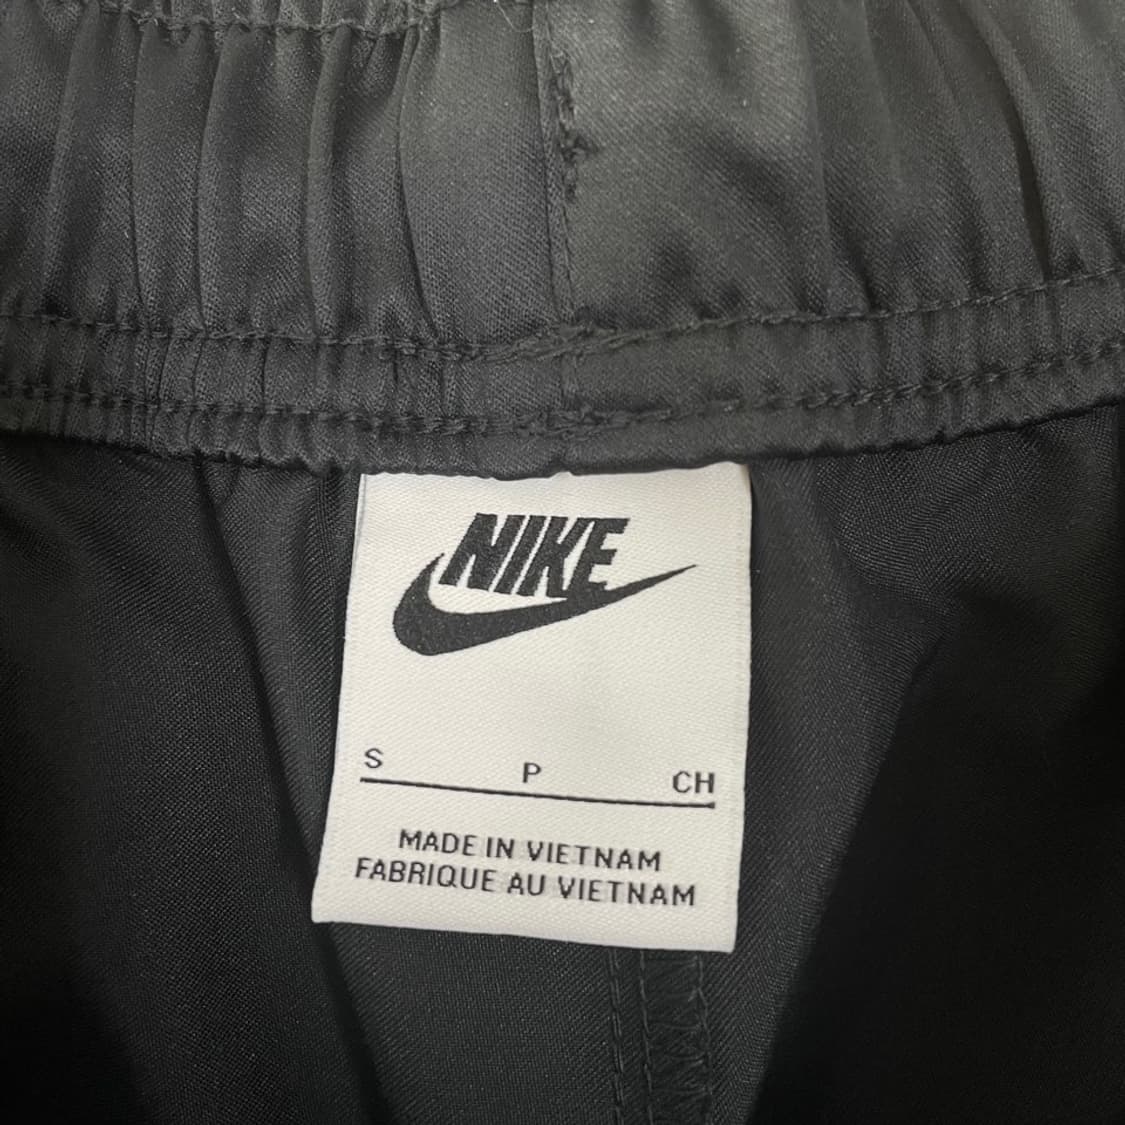 NIKE
S P CH
MADE IN VIETNAM
FABRIQUE AU VIETNAM